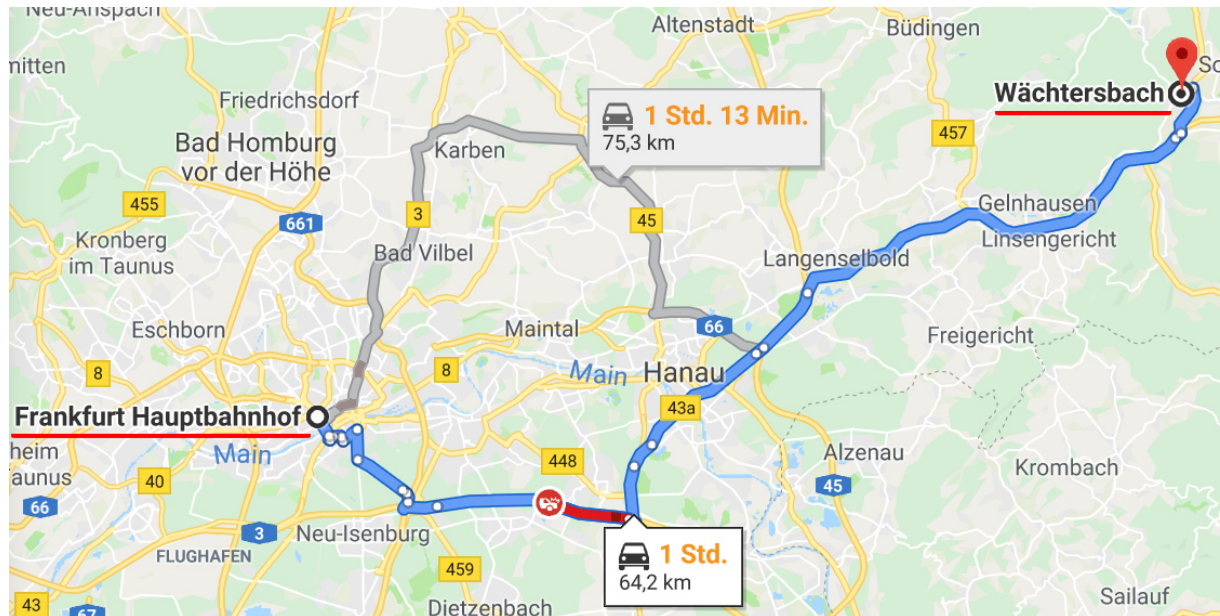 Neu-Anspach
Altenstadt
Büdingen
mitten
Sc
Friedrichsdorf
Wächtersbach
1 Std. 13 Min.
75,3 km
457
Bad Homburg
vor der Höhe
Karben
455
661
3
45
Gelnhausen
Linsengericht
Kronberg
im Taunus
Bad Vilbel
Langenselbold
Eschborn
Maintal
66
Freigericht
8
8
Main
Hanau
43a
Frankfurt Hauptbahnhof
Main
heim
Taunus
40
448
Alzenau
Krombach
66
45
3
Neu-Isenburg
FLUGHAFEN
1 Std.
64,2 km
459
Sailauf
43
67
Dietzenbach